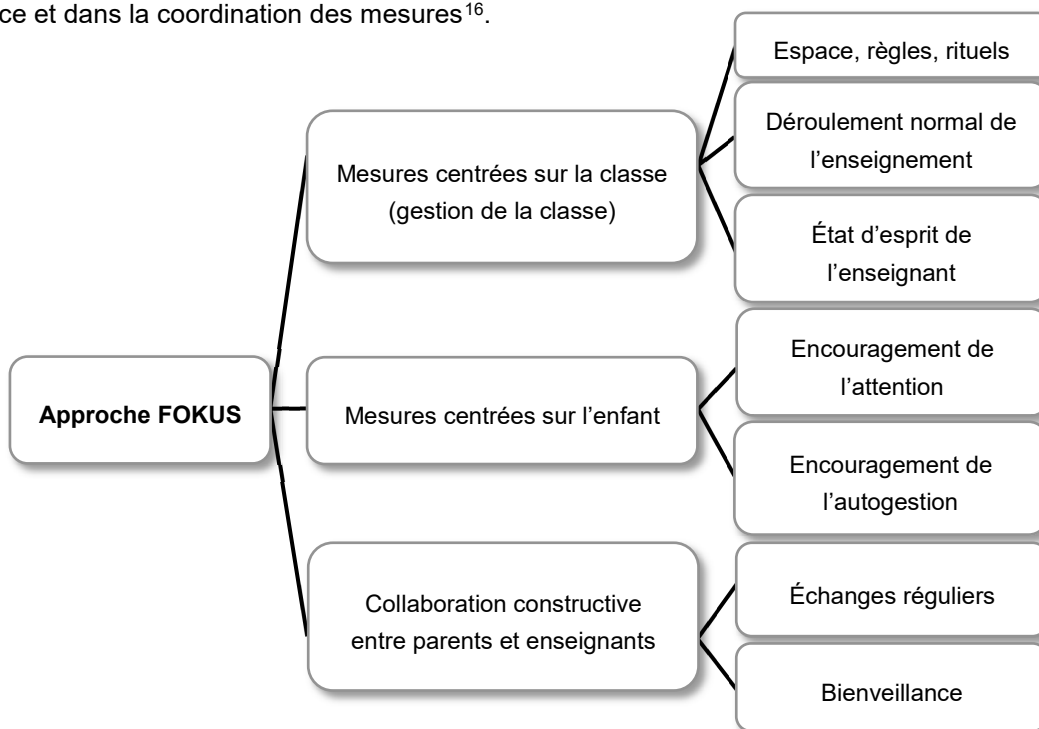 ce et dans la coordination des mesures¹⁶.
Espace, règles, rituels
Déroulement normal de
l’enseignement
Mesures centrées sur la classe
(gestion de la classe)
État d’esprit de
l’enseignant
Encouragement de
l’attention
Approche FOKUS
Mesures centrées sur l’enfant
Encouragement de
l’autogestion
Échanges réguliers
Collaboration constructive
entre parents et enseignants
Bienveillance